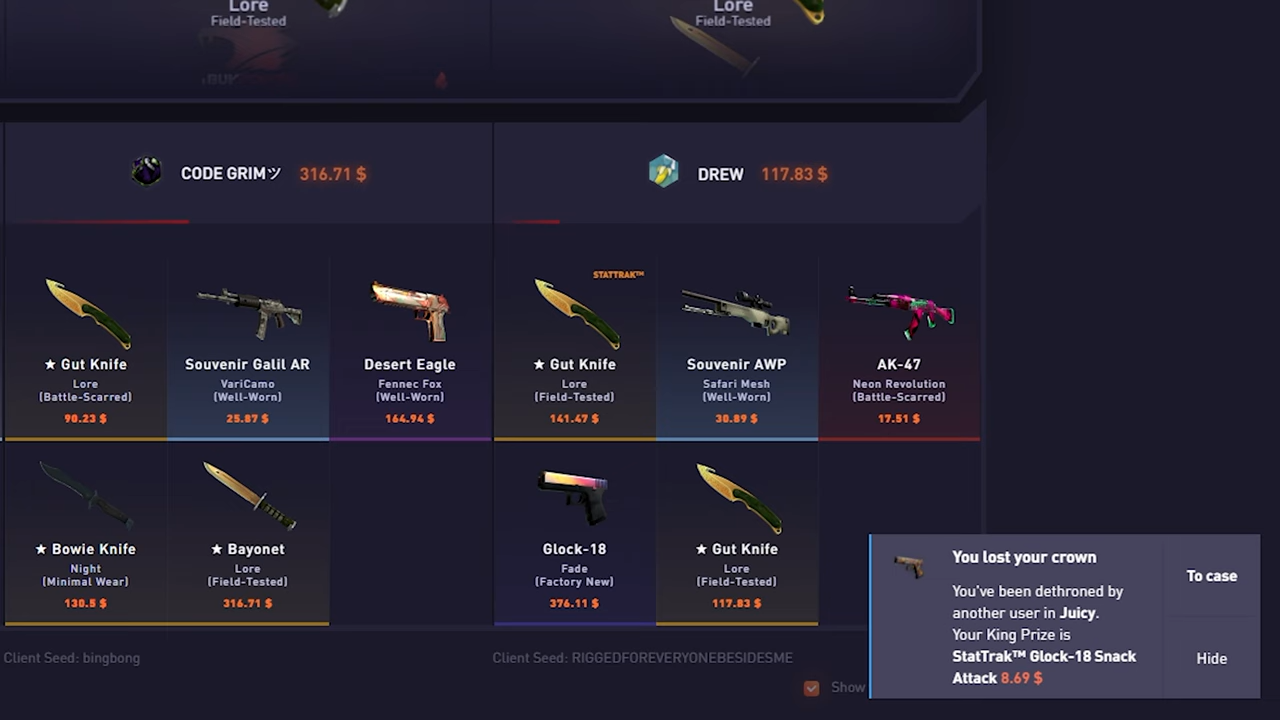 Lore
Field-Tested
Lore
Field-Tested
CODE GRIMツ 316.71 $
DREW 117.83 $
★ Gut Knife
Lore
(Battle-Scarred)
90.23 $
Souvenir Galil AR
VariCamo
(Well-Worn)
25.87 $
Desert Eagle
Fennec Fox
(Well-Worn)
164.94 $
STATTRAK™
★ Gut Knife
Lore
(Field-Tested)
141.47 $
Souvenir AWP
Safari Mesh
(Well-Worn)
30.89 $
AK-47
Neon Revolution
(Battle-Scarred)
17.51 $
★ Bowie Knife
Night
(Minimal Wear)
130.5 $
★ Bayonet
Lore
(Field-Tested)
316.71 $
Glock-18
Fade
(Factory New)
376.11 $
★ Gut Knife
Lore
(Field-Tested)
117.83 $
You lost your crown
You've been dethroned by
another user in Juicy.
Your King Prize is
StatTrak™ Glock-18 Snack
Attack 8.69 $
To case
Hide
Client Seed: bingbong
Client Seed: RIGGEDFOREVERYONEBESIDESME
Show